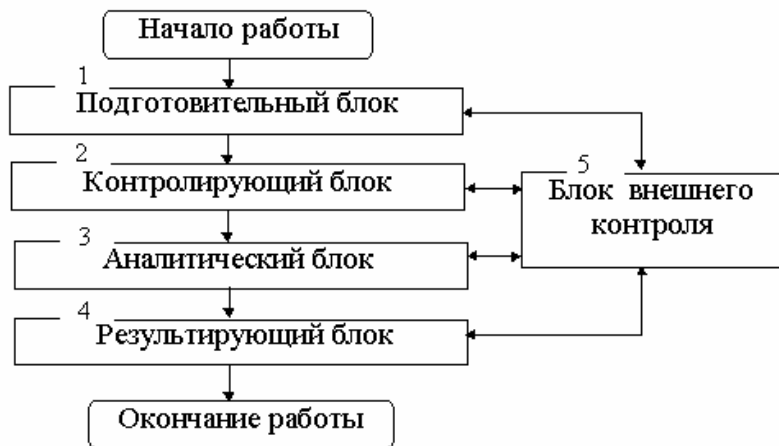 Начало работы
1
Подготовительный блок
2
Контролирующий блок
5
Блок внешнего
контроля
3
Аналитический блок
4
Результирующий блок
Окончание работы